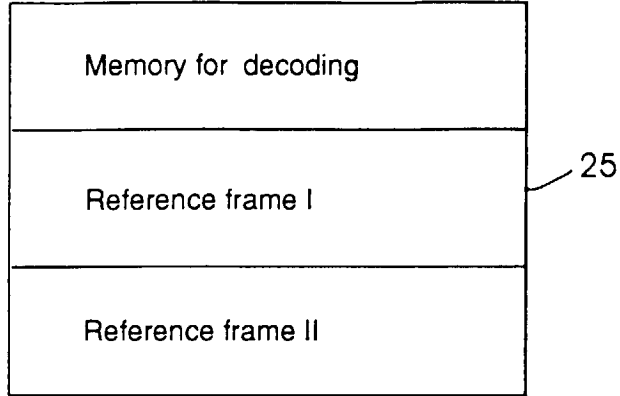 Memory for decoding
Reference frame I
25
Reference frame II